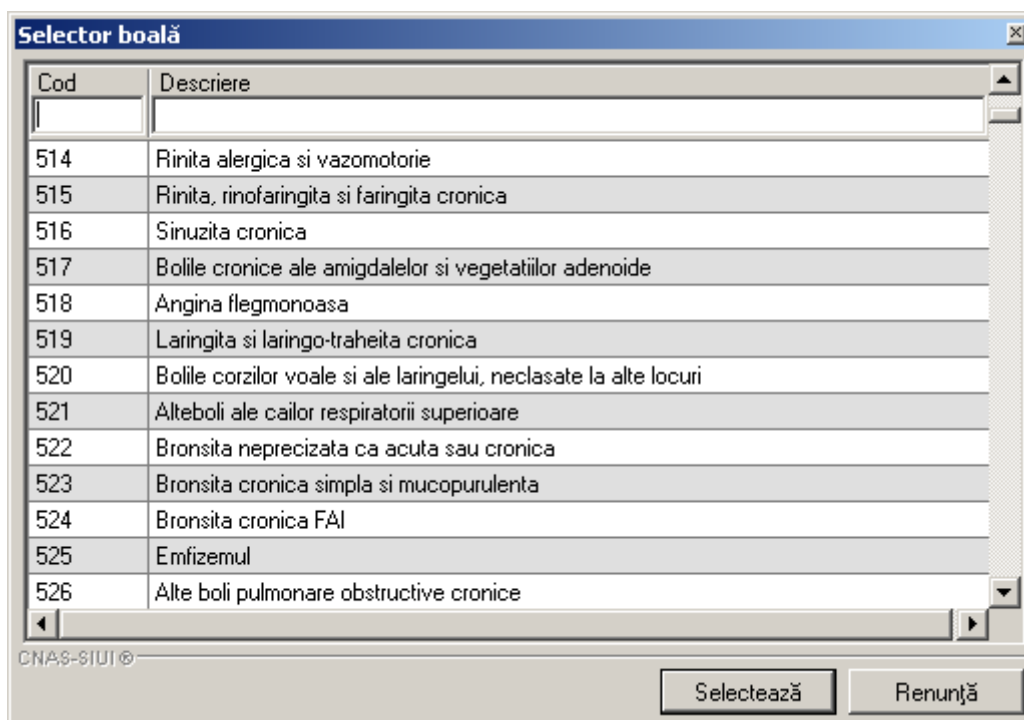 Selector boală
Cod Descriere
514 Rinita alergica si vazomotorie
515 Rinita, rinofaringita si faringita cronica
516 Sinuzita cronica
517 Bolile cronice ale amigdalelor si vegetatiilor adenoide
518 Angina flegmonoasa
519 Laringita si laringo-traheita cronica
520 Bolile corzilor voale si ale laringelui, neclasate la alte locuri
521 Alteboli ale cailor respiratorii superioare
522 Bronsita neprecizata ca acuta sau cronica
523 Bronsita cronica simpla si mucopurulenta
524 Bronsita cronica FAI
525 Emfizemul
526 Alte boli pulmonare obstructive cronice
CNAS-SIUI®
Selectează Renunţă